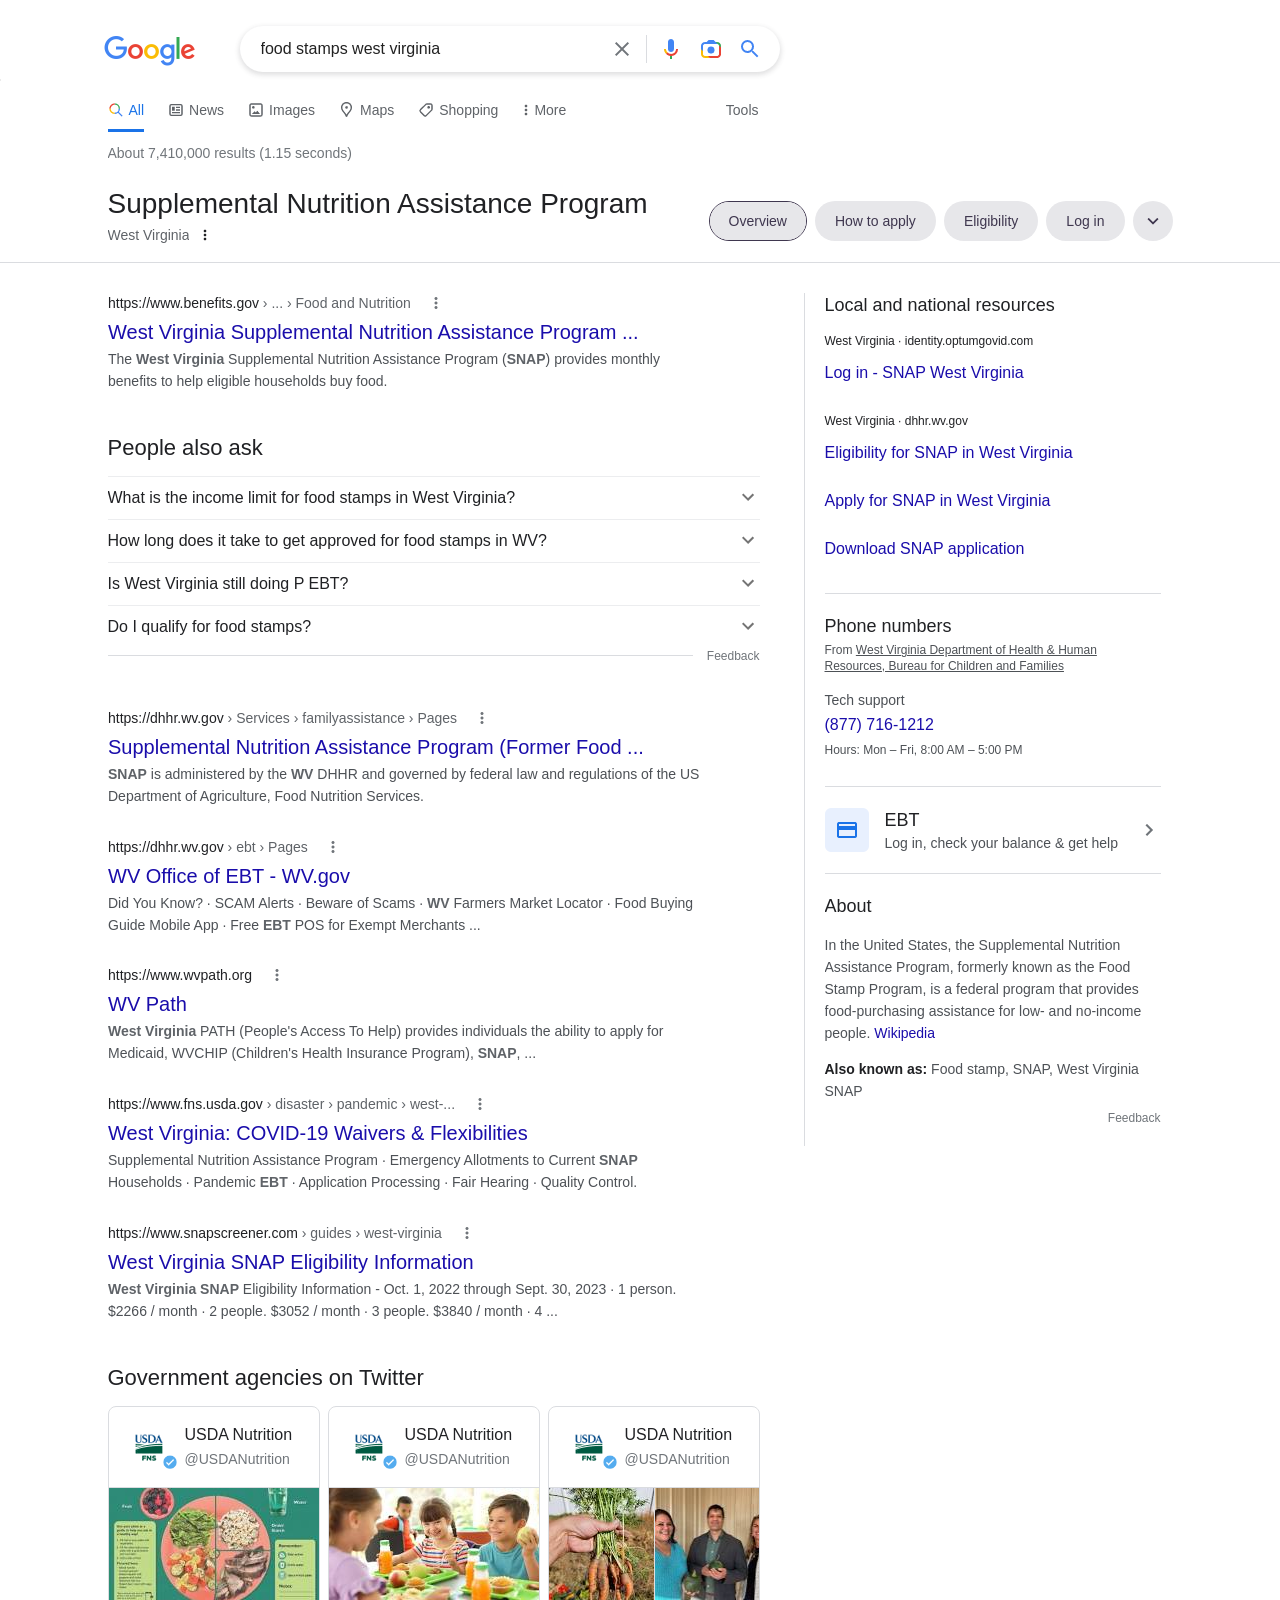 Google
food stamps west virginia
All
News
Images
Maps
Shopping
More
Tools
About 7,410,000 results (1.15 seconds)
Supplemental Nutrition Assistance Program
West Virginia
Overview
How to apply
Eligibility
Log in
https://www.benefits.gov › ... › Food and Nutrition
West Virginia Supplemental Nutrition Assistance Program ...
The West Virginia Supplemental Nutrition Assistance Program (SNAP) provides monthly
benefits to help eligible households buy food.
People also ask
What is the income limit for food stamps in West Virginia?
How long does it take to get approved for food stamps in WV?
Is West Virginia still doing P EBT?
Do I qualify for food stamps?
Feedback
https://dhhr.wv.gov › Services › familyassistance › Pages
Supplemental Nutrition Assistance Program (Former Food ...
SNAP is administered by the WV DHHR and governed by federal law and regulations of the US
Department of Agriculture, Food Nutrition Services.
https://dhhr.wv.gov › ebt › Pages
WV Office of EBT - WV.gov
Did You Know? · SCAM Alerts · Beware of Scams · WV Farmers Market Locator · Food Buying
Guide Mobile App · Free EBT POS for Exempt Merchants ...
https://www.wvpath.org
WV Path
West Virginia PATH (People's Access To Help) provides individuals the ability to apply for
Medicaid, WVCHIP (Children's Health Insurance Program), SNAP, ...
https://www.fns.usda.gov › disaster › pandemic › west-...
West Virginia: COVID-19 Waivers & Flexibilities
Supplemental Nutrition Assistance Program · Emergency Allotments to Current SNAP
Households · Pandemic EBT · Application Processing · Fair Hearing · Quality Control.
https://www.snapscreener.com › guides › west-virginia
West Virginia SNAP Eligibility Information
West Virginia SNAP Eligibility Information - Oct. 1, 2022 through Sept. 30, 2023 · 1 person.
$2266 / month · 2 people. $3052 / month · 3 people. $3840 / month · 4 ...
Government agencies on Twitter
USDA
FNS
USDA Nutrition
@USDANutrition
USDA
FNS
USDA Nutrition
@USDANutrition
USDA
FNS
USDA Nutrition
@USDANutrition
Fruit
Water
Local and national resources
West Virginia · identity.optumgovid.com
Log in - SNAP West Virginia
West Virginia · dhhr.wv.gov
Eligibility for SNAP in West Virginia
Apply for SNAP in West Virginia
Download SNAP application
Phone numbers
From West Virginia Department of Health & Human
Resources, Bureau for Children and Families
Tech support
(877) 716-1212
Hours: Mon – Fri, 8:00 AM – 5:00 PM
EBT
Log in, check your balance & get help
About
In the United States, the Supplemental Nutrition
Assistance Program, formerly known as the Food
Stamp Program, is a federal program that provides
food-purchasing assistance for low- and no-income
people. Wikipedia
Also known as: Food stamp, SNAP, West Virginia
SNAP
Feedback